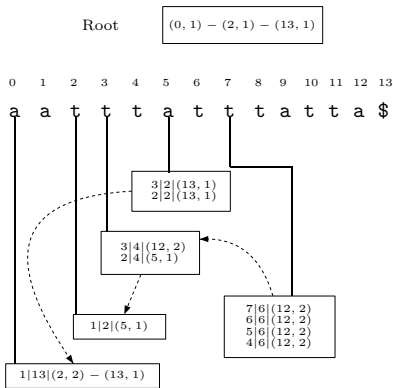 Root (0, 1) − (2, 1) − (13, 1)
0 1 2 3 4 5 6 7 8 9 10 11 12 13
a a t t t a t t t a t t a $
3|2|(13, 1)
2|2|(13, 1)
3|4|(12, 2)
2|4|(5, 1)
7|6|(12, 2)
6|6|(12, 2)
5|6|(12, 2)
4|6|(12, 2)
1|2|(5, 1)
1|13|(2, 2) − (13, 1)